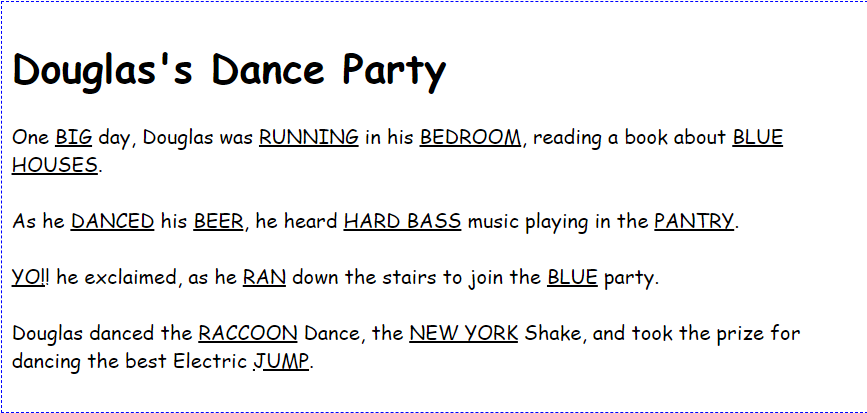 Douglas's Dance Party
One BIG day, Douglas was RUNNING in his BEDROOM, reading a book about BLUE
HOUSES.
As he DANCED his BEER, he heard HARD BASS music playing in the PANTRY.
YO!! he exclaimed, as he RAN down the stairs to join the BLUE party.
Douglas danced the RACCOON Dance, the NEW YORK Shake, and took the prize for
dancing the best Electric JUMP.